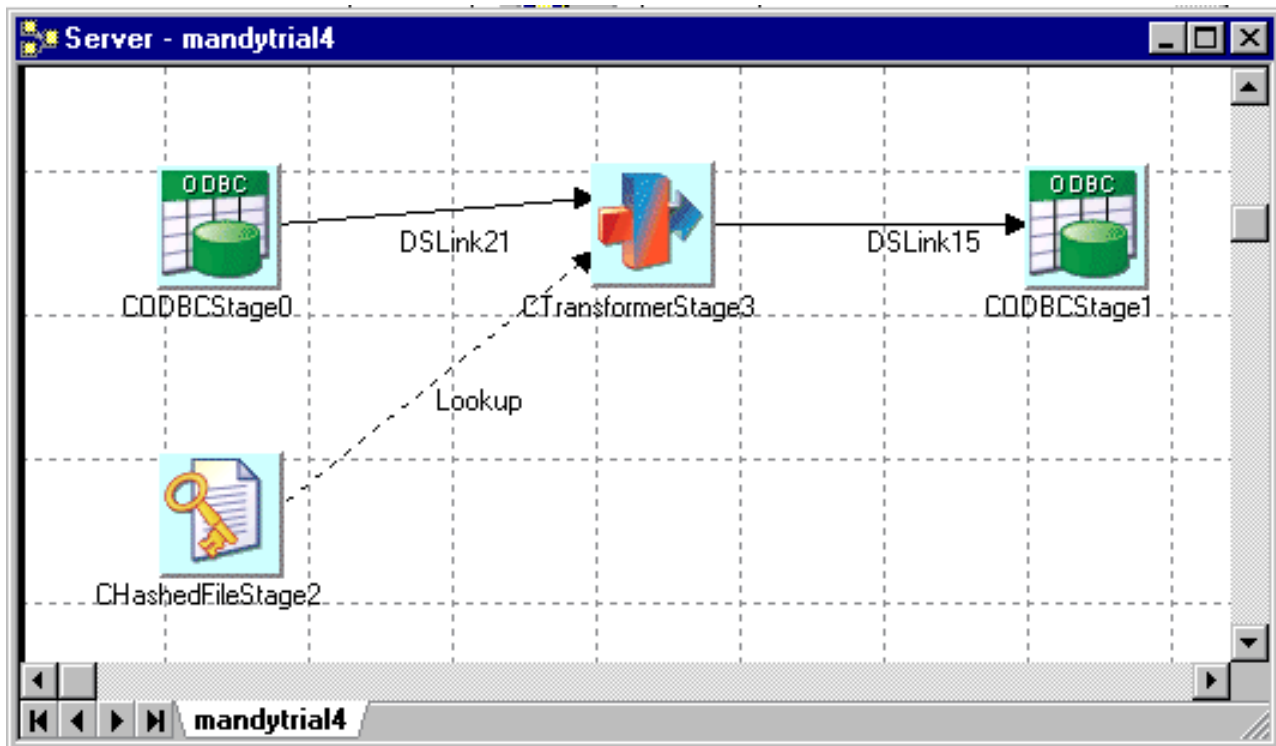 Server - mandytrial4
ODBC
ODBC
DSLink21
DSLink15
CODBCStage0
CTransformerStage3
CODBCStage1
Lookup
CHashedFileStage2
mandytrial4